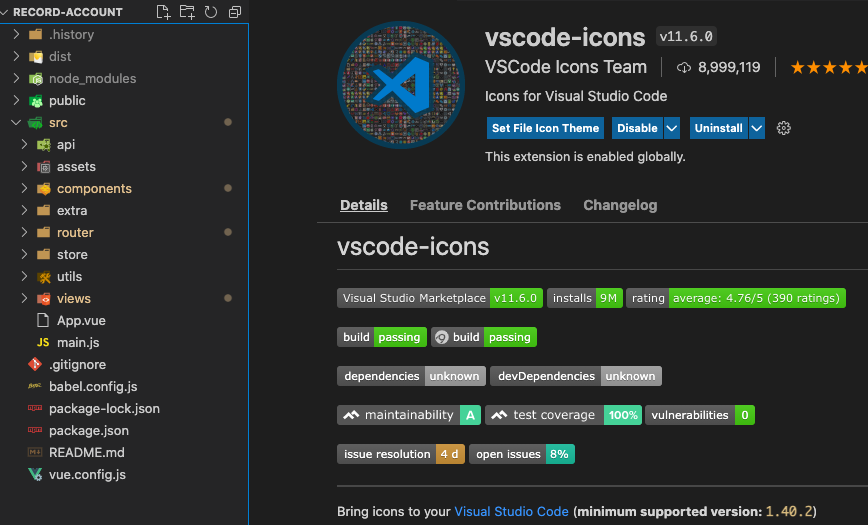 RECORD-ACCOUNT
.history
dist
node_modules
public
src
api
assets
components
extra
router
store
utils
views
App.vue
JS main.js
.gitignore
babel.config.js
package-lock.json
package.json
README.md
vue.config.js
vscode-icons v11.6.0
VSCode Icons Team 8,999,119
Icons for Visual Studio Code
Set File Icon Theme Disable Uninstall
This extension is enabled globally.
Details Feature Contributions Changelog
vscode-icons
Visual Studio Marketplace v11.6.0 installs 9M rating average: 4.76/5 (390 ratings)
build passing build passing
dependencies unknown devDependencies unknown
maintainability A test coverage 100% vulnerabilities 0
issue resolution 4 d open issues 8%
Bring icons to your Visual Studio Code (minimum supported version: 1.40.2)